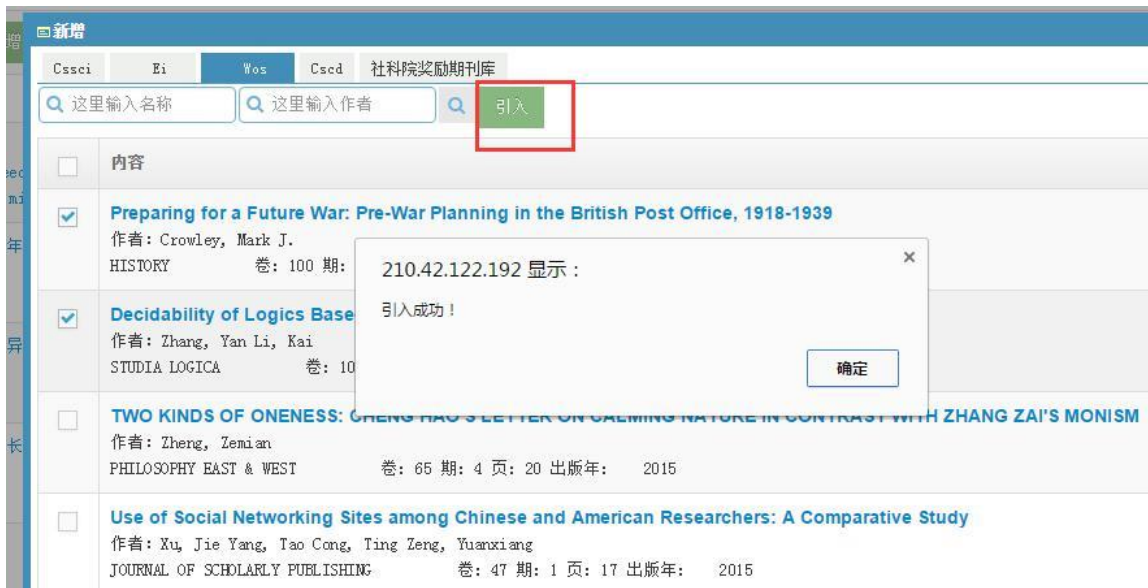 新增
增
Cssci Ei Wos Cscd 社科院奖励期刊库
这里输入名称 这里输入作者 引入
内容
Preparing for a Future War: Pre-War Planning in the British Post Office, 1918-1939
作者: Crowley, Mark J.
年
HISTORY 卷: 100 期:
210.42.122.192 显示:
×
引入成功!
确定
Decidability of Logics Base
作者: Zhang, Yan Li, Kai
异
STUDIA LOGICA 卷: 10
TWO KINDS OF ONENESS: CHENG HAO'S LETTER ON CALMING NATURE IN CONTRAST WITH ZHANG ZAI'S MONISM
作者: Zheng, Zemian
长
PHILOSOPHY EAST & WEST 卷: 65 期: 4 页: 20 出版年: 2015
Use of Social Networking Sites among Chinese and American Researchers: A Comparative Study
作者: Xu, Jie Yang, Tao Cong, Ting Zeng, Yuanxiang
JOURNAL OF SCHOLARLY PUBLISHING 卷: 47 期: 1 页: 17 出版年: 2015